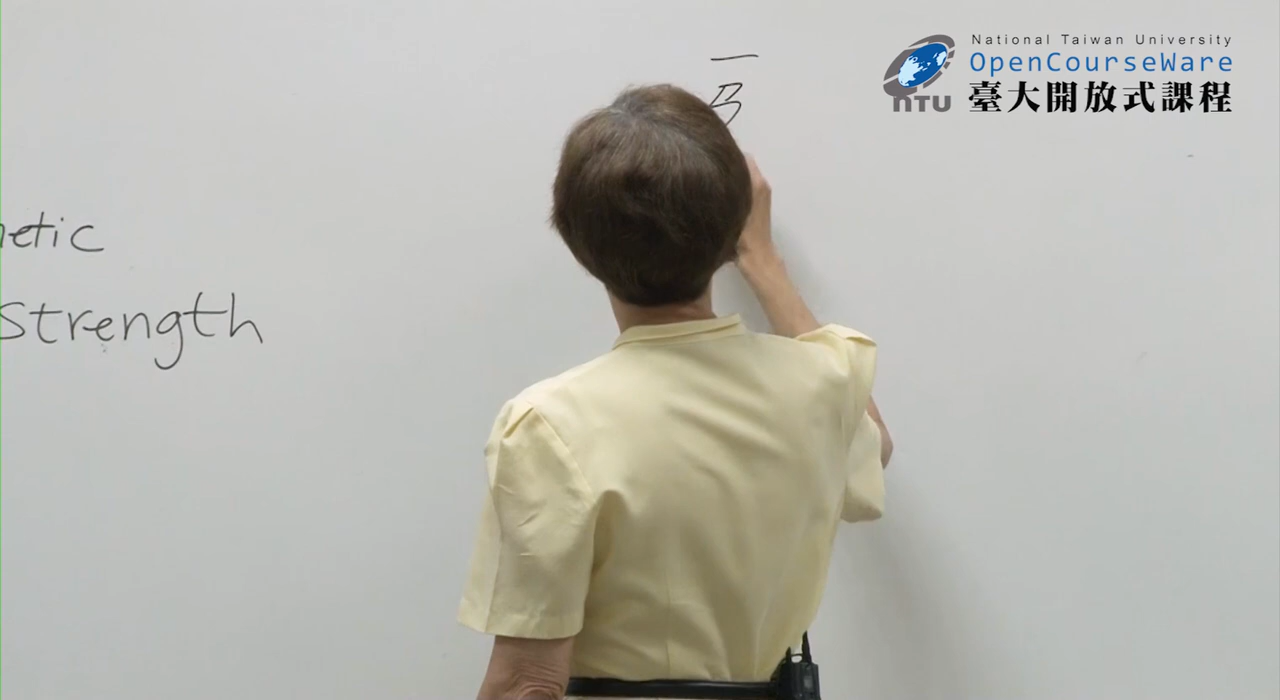 National Taiwan University
OpenCourseWare
臺大開放式課程
NTU
ㄧ
ㄢ
netic
Strength